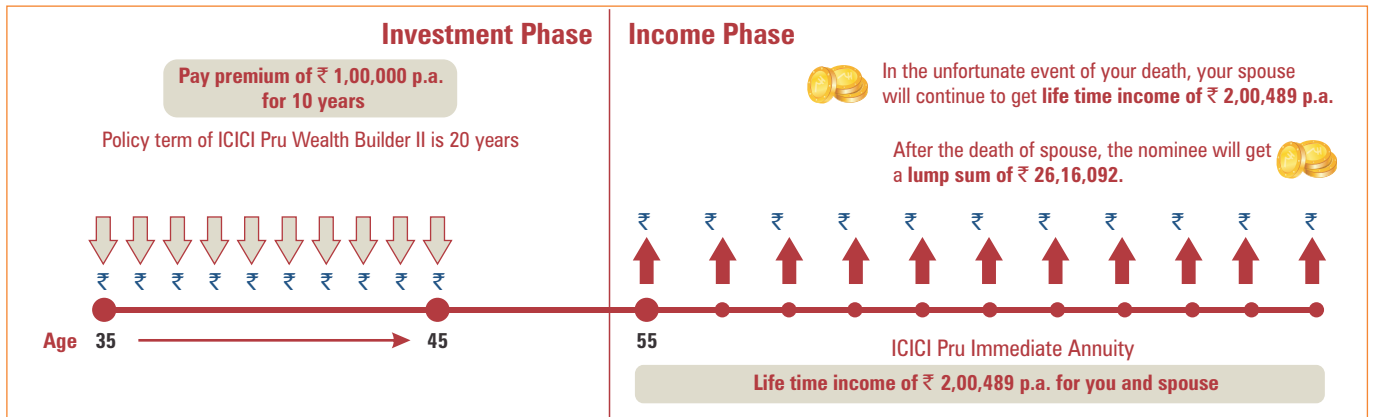 Investment Phase
Pay premium of ₹ 1,00,000 p.a.
for 10 years
Policy term of ICICI Pru Wealth Builder II is 20 years
₹ ₹ ₹ ₹ ₹ ₹ ₹ ₹ ₹ ₹
Age 35 45
Income Phase
In the unfortunate event of your death, your spouse
will continue to get life time income of ₹ 2,00,489 p.a.
After the death of spouse, the nominee will get
a lump sum of ₹ 26,16,092.
₹ ₹ ₹ ₹ ₹ ₹ ₹ ₹ ₹ ₹ ₹
55
ICICI Pru Immediate Annuity
Life time income of ₹ 2,00,489 p.a. for you and spouse